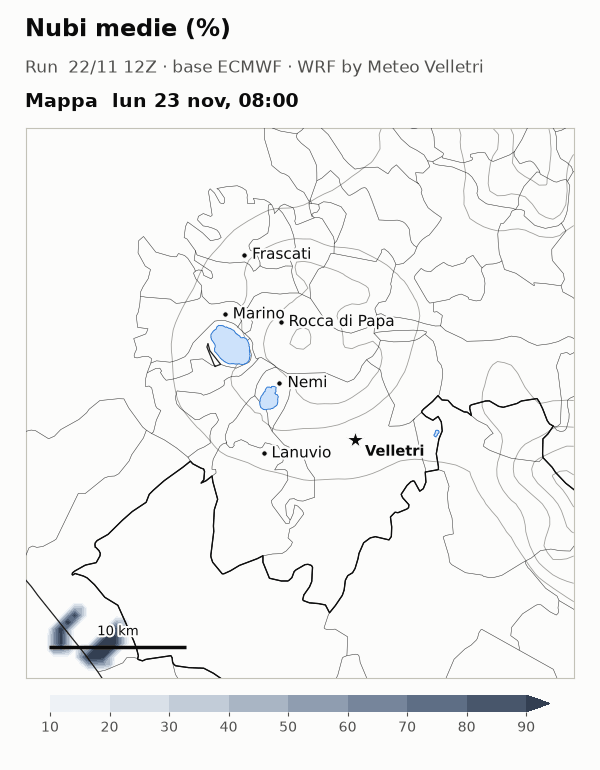 Nubi medie (%)
Run  22/11 12Z · base ECMWF · WRF by Meteo Velletri
Mappa  lun 23 nov, 08:00
Frascati
Marino
Rocca di Papa
Nemi
Velletri
Lanuvio
10 km
10 20 30 40 50 60 70 80 90